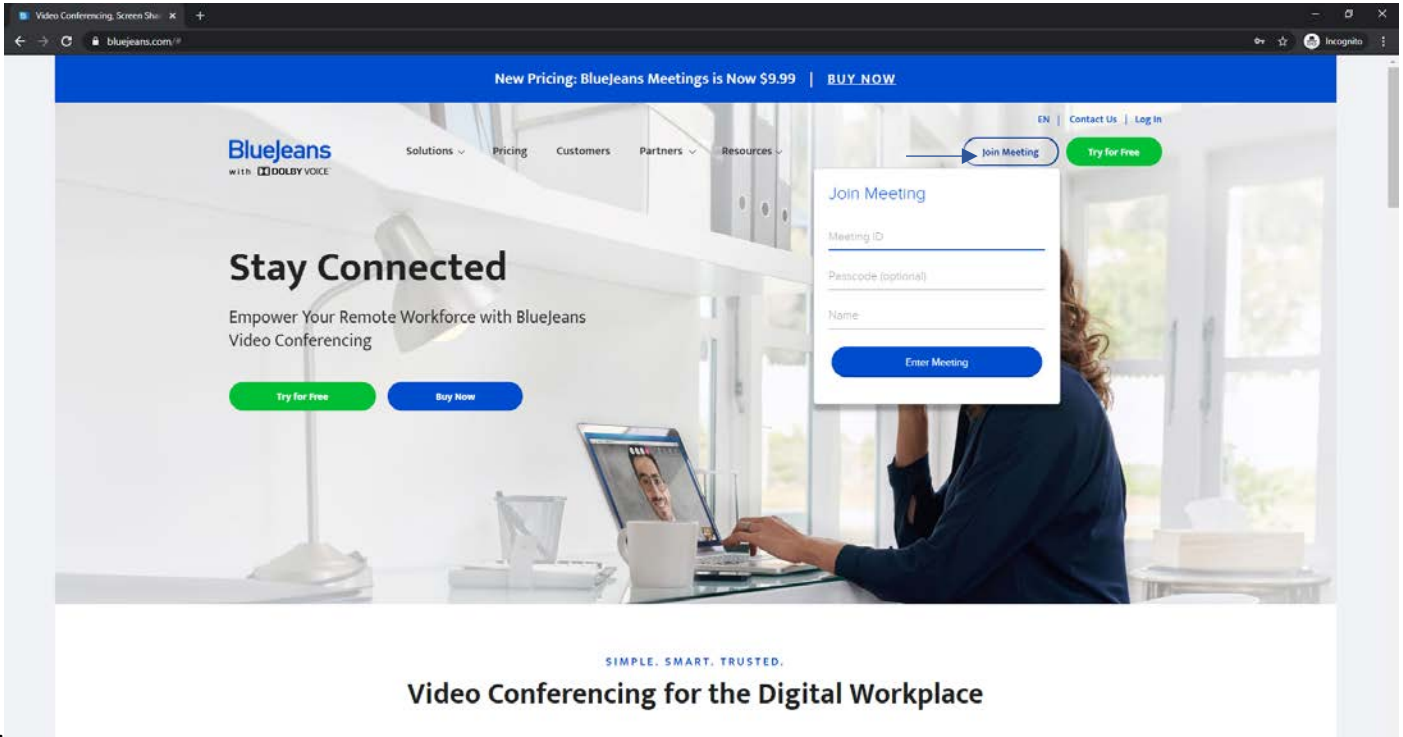 Video Conferencing, Screen Sha
bluejeans.com/#
Incognito
New Pricing: BlueJeans Meetings is Now $9.99 | BUY NOW
EN | Contact Us | Log In
BlueJeans
with DOLBY VOICE
Solutions
Pricing
Customers
Partners
Resources
Join Meeting
Try for Free
Join Meeting
Meeting ID
Passcode (optional)
Name
Enter Meeting
Stay Connected
Empower Your Remote Workforce with BlueJeans
Video Conferencing
Try for Free
Buy Now
SIMPLE. SMART. TRUSTED.
Video Conferencing for the Digital Workplace